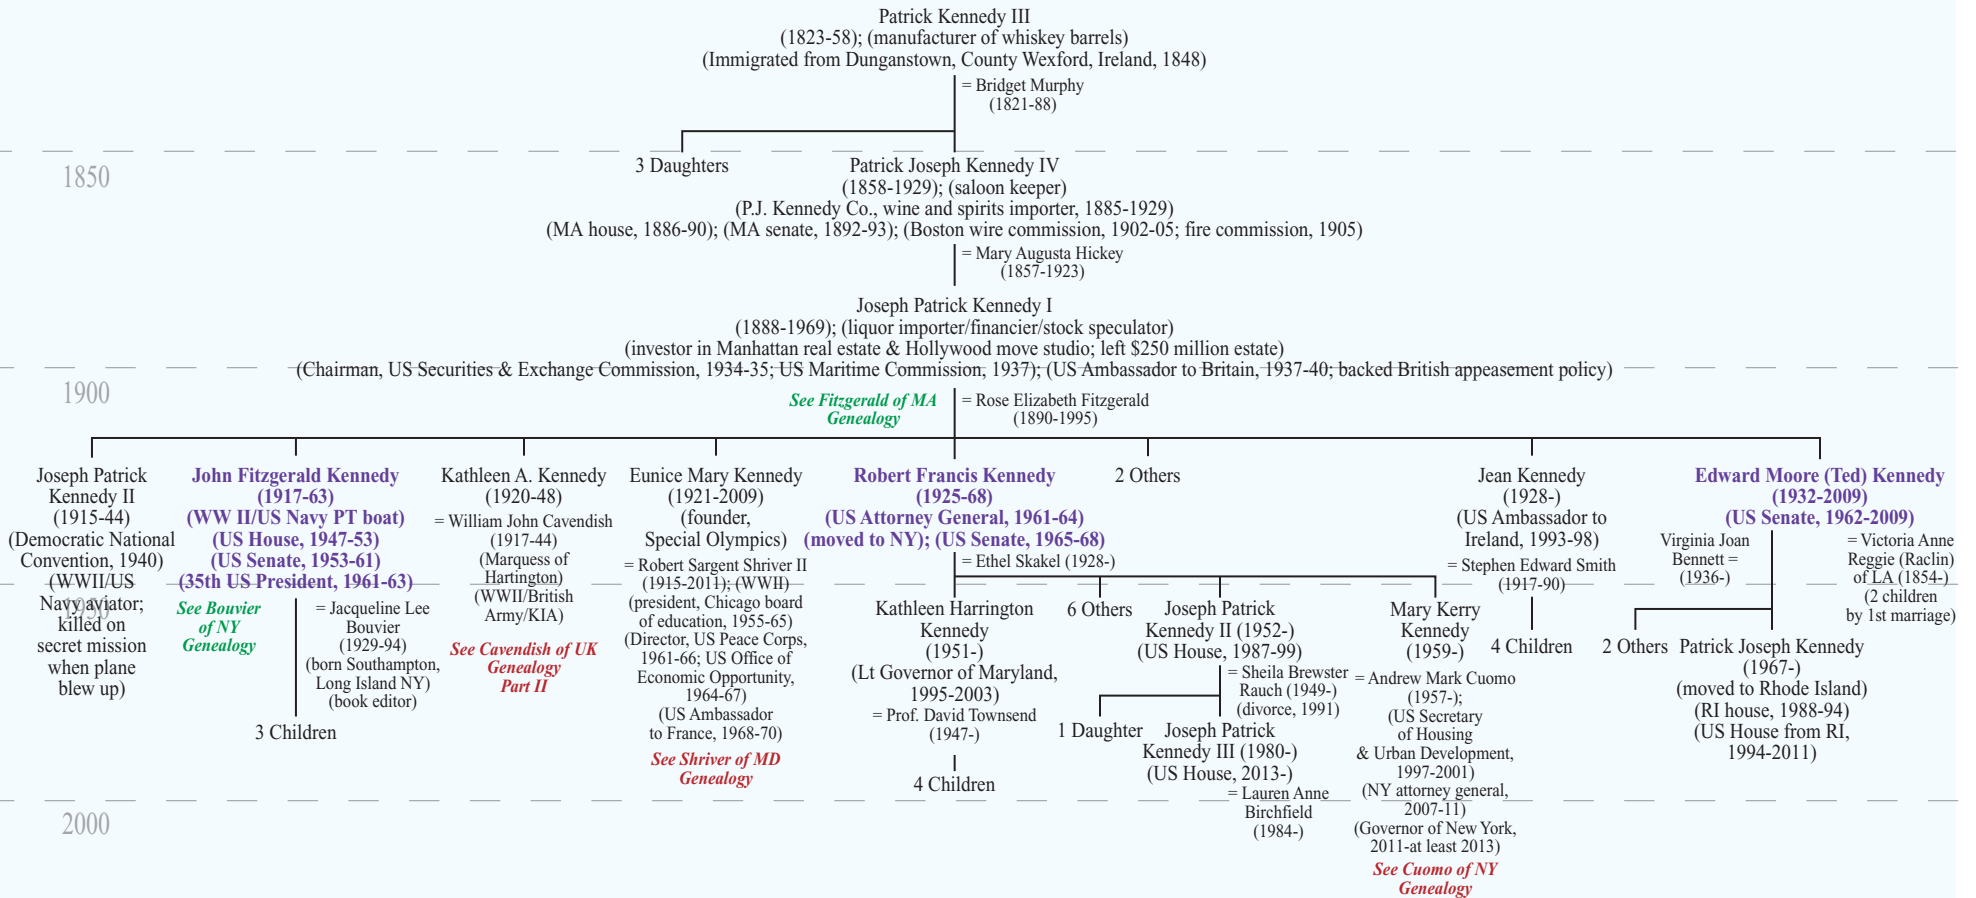 Patrick Kennedy III
(1823-58); (manufacturer of whiskey barrels)
(Immigrated from Dunganstown, County Wexford, Ireland, 1848)
= Bridget Murphy
(1821-88)
3 Daughters
1850
Patrick Joseph Kennedy IV
(1858-1929); (saloon keeper)
(P.J. Kennedy Co., wine and spirits importer, 1885-1929)
(MA house, 1886-90); (MA senate, 1892-93); (Boston wire commission, 1902-05; fire commission, 1905)
= Mary Augusta Hickey
(1857-1923)
Joseph Patrick Kennedy I
(1888-1969); (liquor importer/financier/stock speculator)
(investor in Manhattan real estate & Hollywood move studio; left $250 million estate)
(Chairman, US Securities & Exchange Commission, 1934-35; US Maritime Commission, 1937); (US Ambassador to Britain, 1937-40; backed British appeasement policy)
1900
See Fitzgerald of MA
Genealogy
= Rose Elizabeth Fitzgerald
(1890-1995)
Joseph Patrick
Kennedy II
(1915-44)
(Democratic National
Convention, 1940)
(WWII/US
Navy aviator;
killed on
secret mission
when plane
blew up)
1950
John Fitzgerald Kennedy
(1917-63)
(WW II/US Navy PT boat)
(US House, 1947-53)
(US Senate, 1953-61)
(35th US President, 1961-63)
See Bouvier
of NY
Genealogy
= Jacqueline Lee
Bouvier
(1929-94)
(born Southampton,
Long Island NY)
(book editor)
3 Children
Kathleen A. Kennedy
(1920-48)
= William John Cavendish
(1917-44)
(Marquess of
Hartington)
(WWII/British
Army/KIA)
See Cavendish of UK
Genealogy
Part II
Eunice Mary Kennedy
(1921-2009)
(founder,
Special Olympics)
= Robert Sargent Shriver II
(1915-2011); (WWII)
(president, Chicago board
of education, 1955-65)
(Director, US Peace Corps,
1961-66; US Office of
Economic Opportunity,
1964-67)
(US Ambassador
to France, 1968-70)
See Shriver of MD
Genealogy
Robert Francis Kennedy
(1925-68)
(US Attorney General, 1961-64)
(moved to NY); (US Senate, 1965-68)
= Ethel Skakel (1928-)
Kathleen Harrington
Kennedy
(1951-)
(Lt Governor of Maryland,
1995-2003)
= Prof. David Townsend
(1947-)
4 Children
6 Others
Joseph Patrick
Kennedy II (1952-)
(US House, 1987-99)
= Sheila Brewster
Rauch (1949-)
(divorce, 1991)
1 Daughter
Joseph Patrick
Kennedy III (1980-)
(US House, 2013-)
= Lauren Anne
Birchfield
(1984-)
Mary Kerry
Kennedy
(1959-)
= Andrew Mark Cuomo
(1957-);
(US Secretary
of Housing
& Urban Development,
1997-2001)
(NY attorney general,
2007-11)
(Governor of New York,
2011-at least 2013)
See Cuomo of NY
Genealogy
2 Others
Jean Kennedy
(1928-)
(US Ambassador to
Ireland, 1993-98)
= Stephen Edward Smith
(1917-90)
4 Children
Edward Moore (Ted) Kennedy
(1932-2009)
(US Senate, 1962-2009)
Virginia Joan
Bennett =
(1936-)
= Victoria Anne
Reggie (Raclin)
of LA (1854-)
(2 children
by 1st marriage)
2 Others
Patrick Joseph Kennedy
(1967-)
(moved to Rhode Island)
(RI house, 1988-94)
(US House from RI,
1994-2011)
2000